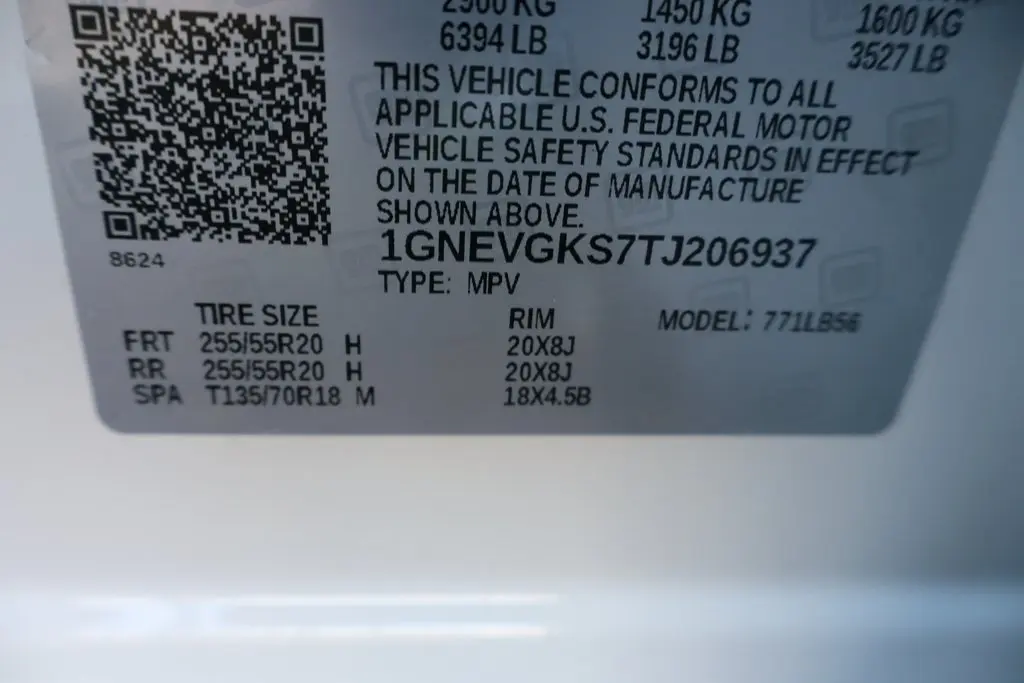 2900 KG 1450 KG 1600 KG
6394 LB 3196 LB 3527 LB
THIS VEHICLE CONFORMS TO ALL
APPLICABLE U.S. FEDERAL MOTOR
VEHICLE SAFETY STANDARDS IN EFFECT
ON THE DATE OF MANUFACTURE
SHOWN ABOVE.
1GNEVGKS7TJ206937
8624
TYPE: MPV
TIRE SIZE RIM MODEL: 771LB56
FRT 255/55R20 H 20X8J
RR 255/55R20 H 20X8J
SPA T135/70R18 M 18X4.5B